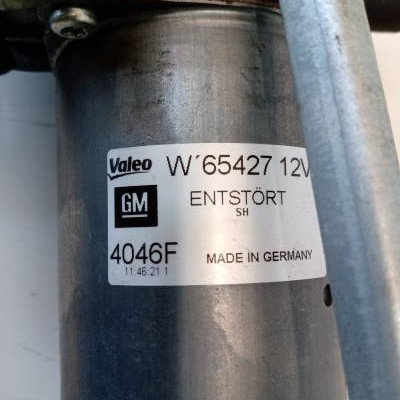 Valeo W´65427 12V
GM ENTSTÖRT
SH
4046F MADE IN GERMANY
11.46.21 1